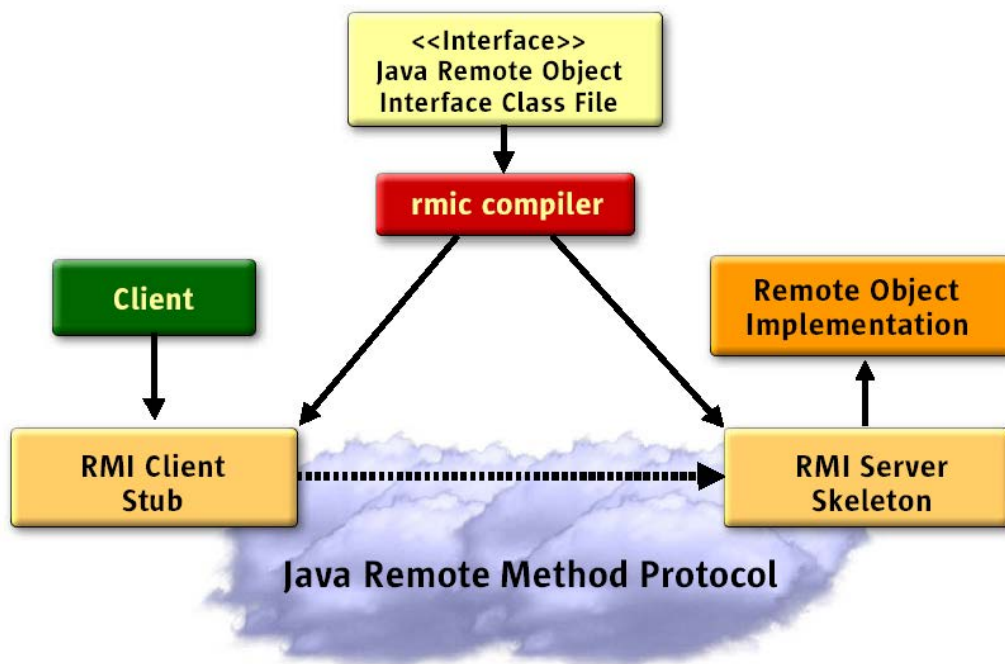 <<Interface>>
Java Remote Object
Interface Class File
rmic compiler
Client
Remote Object
Implementation
RMI Client
Stub
RMI Server
Skeleton
Java Remote Method Protocol